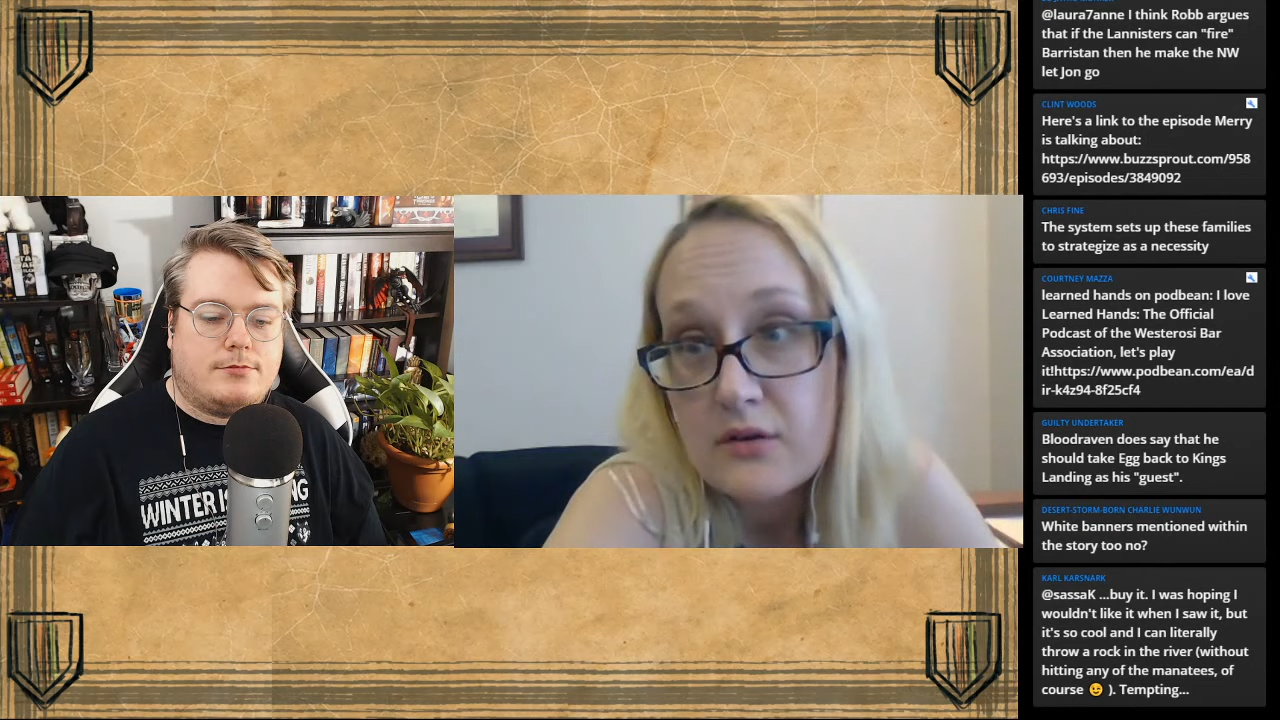 @laura7anne I think Robb argues
that if the Lannisters can "fire"
Barristan then he make the NW
let Jon go
CLINT WOODS
Here's a link to the episode Merry
is talking about:
https://www.buzzsprout.com/958
693/episodes/3849092
CHRIS FINE
The system sets up these families
to strategize as a necessity
COURTNEY MAZZA
learned hands on podbean: I love
Learned Hands: The Official
Podcast of the Westerosi Bar
Association, let's play
it!https://www.podbean.com/ea/d
ir-k4z94-8f25cf4
GUILTY UNDERTAKER
Bloodraven does say that he
should take Egg back to Kings
Landing as his "guest".
DESERT-STORM-BORN CHARLIE WUNWUN
White banners mentioned within
the story too no?
KARL KARSNARK
@sassaK ...buy it. I was hoping I
wouldn't like it when I saw it, but
it's so cool and I can literally
throw a rock in the river (without
hitting any of the manatees, of
course 😉 ). Tempting...
WINTER IS
NG